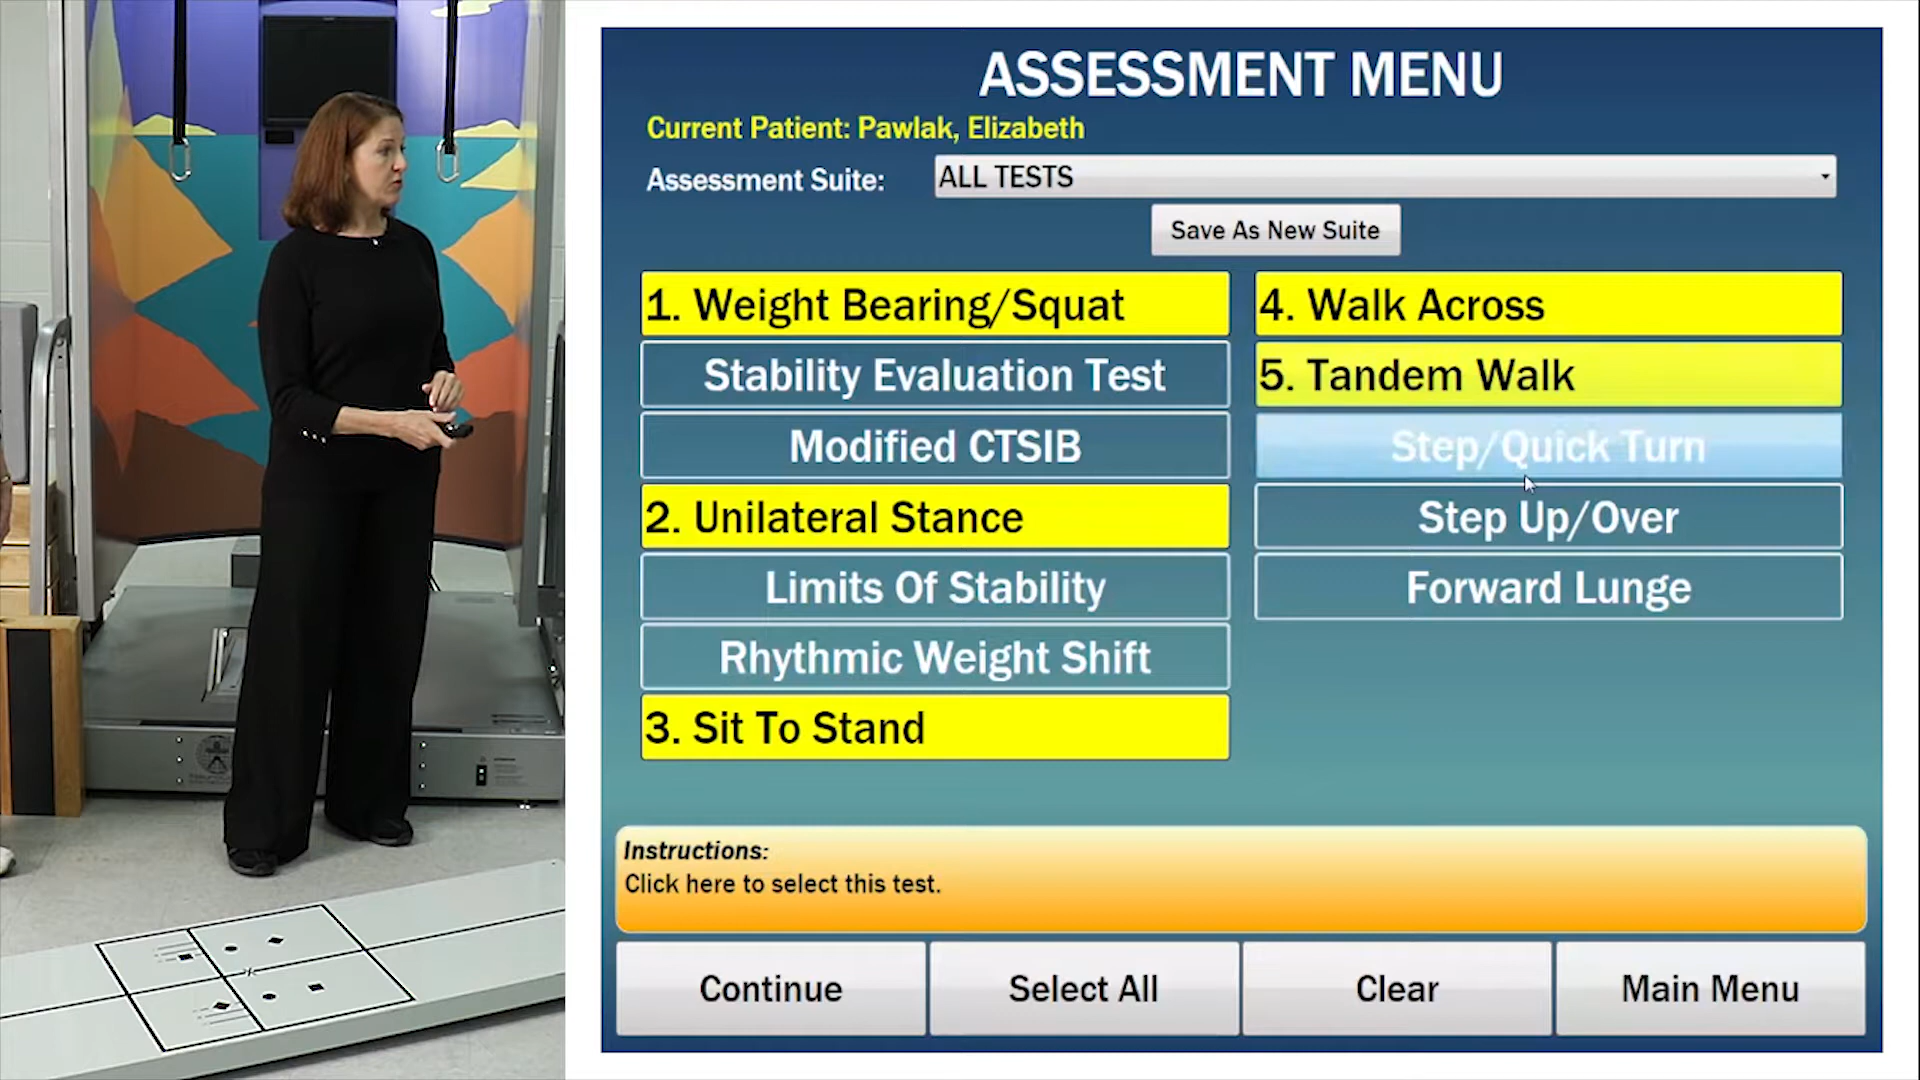 ASSESSMENT MENU
Current Patient: Pawlak, Elizabeth
Assessment Suite:
ALL TESTS
Save As New Suite
1. Weight Bearing/Squat
Stability Evaluation Test
Modified CTSIB
2. Unilateral Stance
Limits Of Stability
Rhythmic Weight Shift
3. Sit To Stand
4. Walk Across
5. Tandem Walk
Step/Quick Turn
Step Up/Over
Forward Lunge
Instructions:
Click here to select this test.
Continue
Select All
Clear
Main Menu